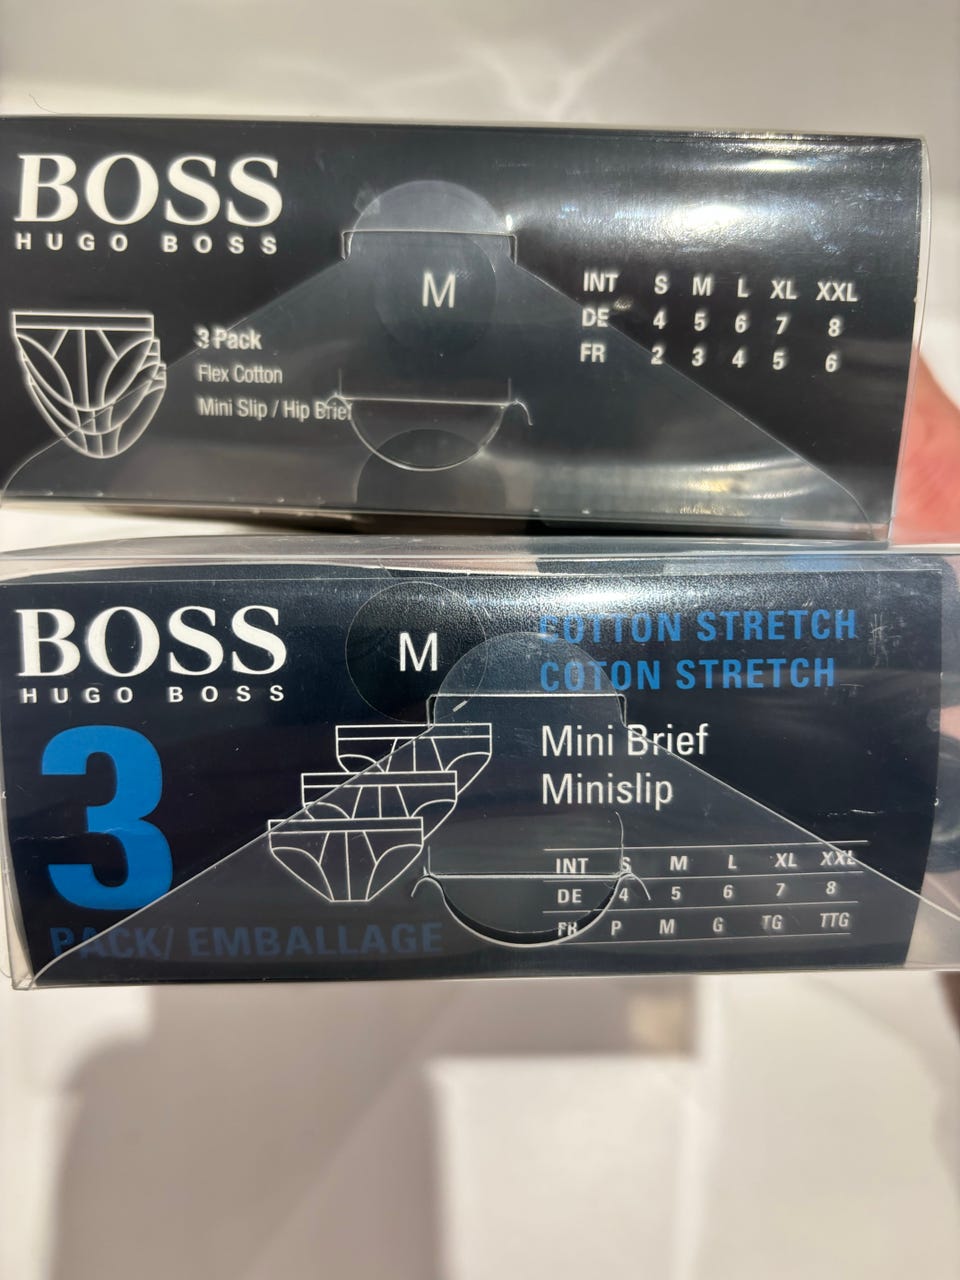 BOSS
HUGO BOSS
M
3 Pack
Flex Cotton
Mini Slip / Hip Brief
INT S M L XL XXL
DE 4 5 6 7 8
FR 2 3 4 5 6
BOSS
HUGO BOSS
M
COTTON STRETCH
COTON STRETCH
3
Mini Brief
Minislip
INT S M L XL XXL
DE 4 5 6 7 8
FR P M G TG TTG
PACK/ EMBALLAGE